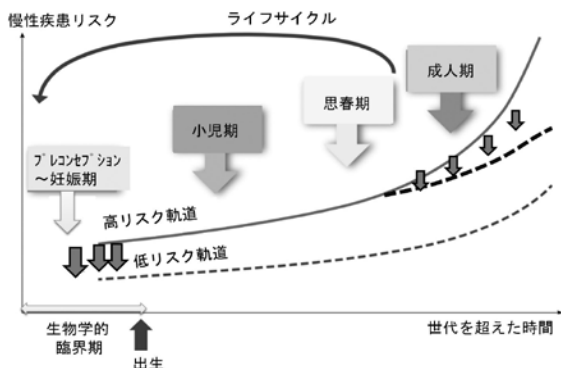 慢性疾患リスク
ライフサイクル
成人期
思春期
小児期
ﾌﾟﾚｺﾝｾﾌﾟｼｮﾝ
～妊娠期
高リスク軌道
低リスク軌道
生物学的
臨界期
世代を超えた時間
出生